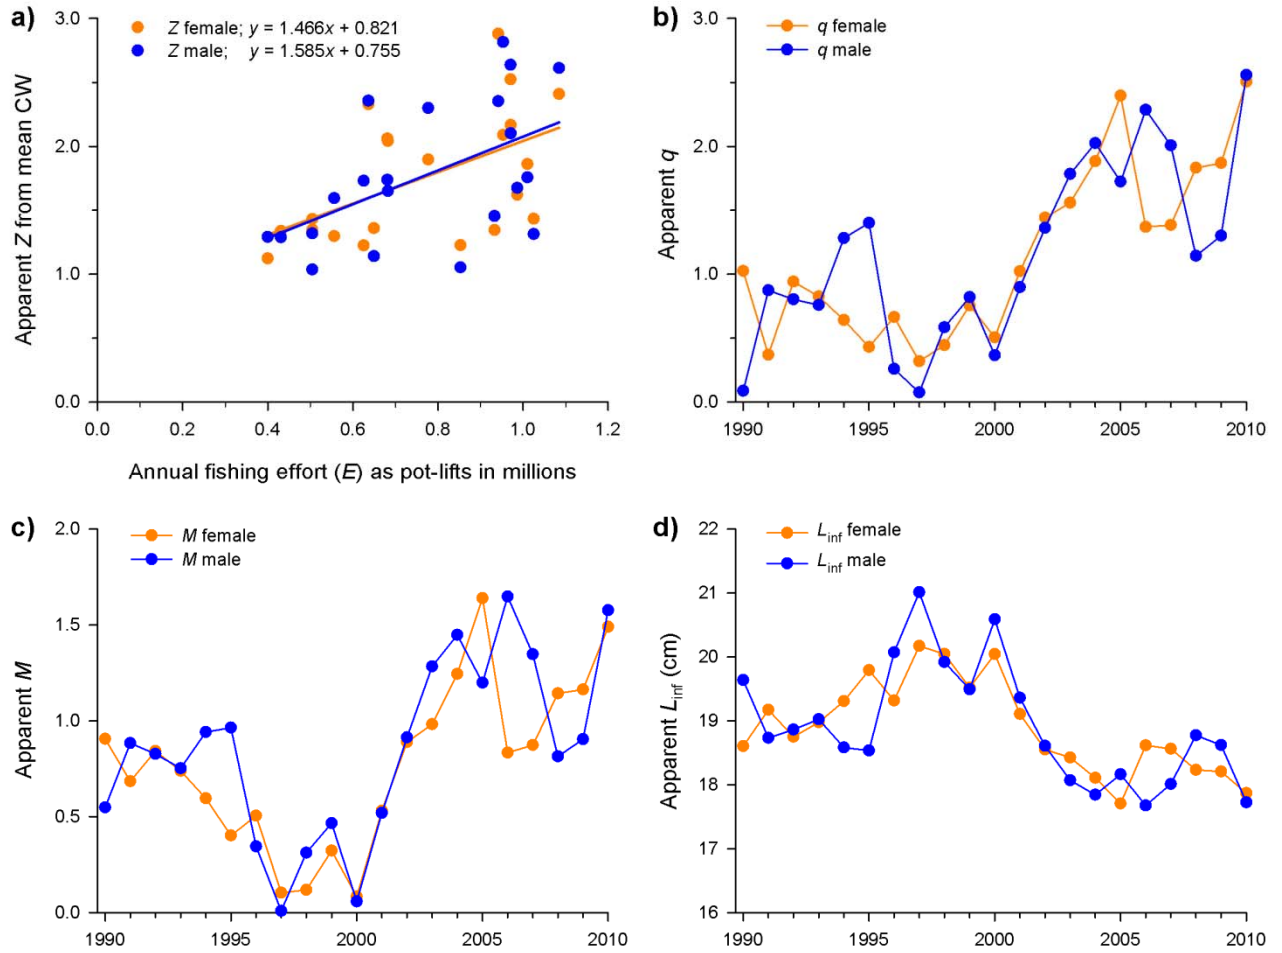 a)
Z female; y = 1.466x + 0.821
Z male; y = 1.585x + 0.755
Apparent Z from mean CW
3.0
2.0
1.0
0.0
0.0 0.2 0.4 0.6 0.8 1.0 1.2
Annual fishing effort (E) as pot-lifts in millions
b)
q female
q male
Apparent q
3.0
2.0
1.0
0.0
1990 1995 2000 2005 2010
c)
M female
M male
Apparent M
2.0
1.5
1.0
0.5
0.0
1990 1995 2000 2005 2010
d)
Linf female
Linf male
Apparent Linf (cm)
22
21
20
19
18
17
16
1990 1995 2000 2005 2010